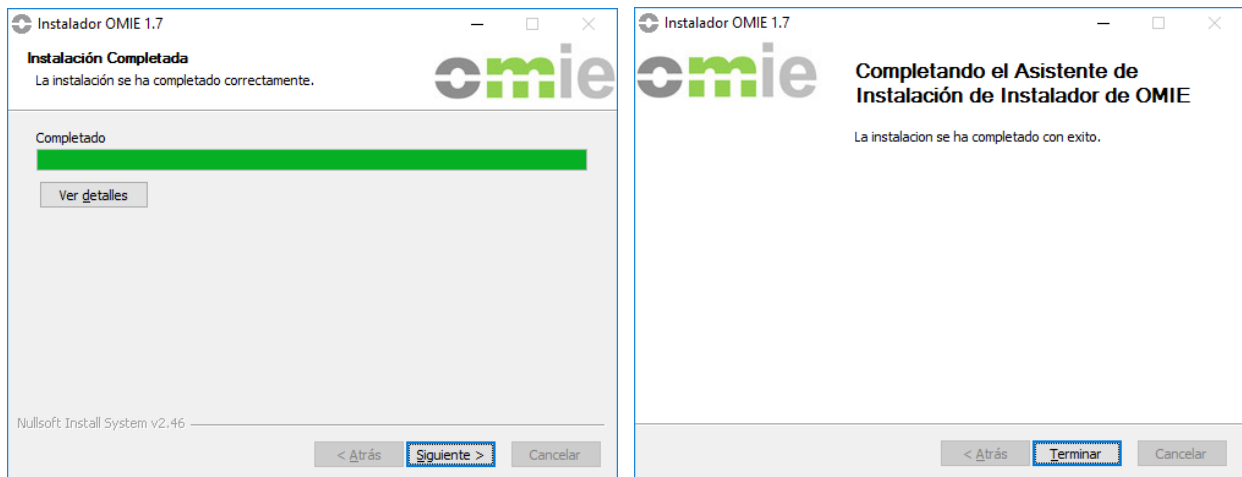 Instalador OMIE 1.7
Instalación Completada
La instalación se ha completado correctamente.
omie
Completado
Ver detalles
Nullsoft Install System v2.46
< Atrás
Siguiente >
Cancelar
Instalador OMIE 1.7
omie
Completando el Asistente de
Instalación de Instalador de OMIE
La instalacion se ha completado con exito.
< Atrás
Terminar
Cancelar